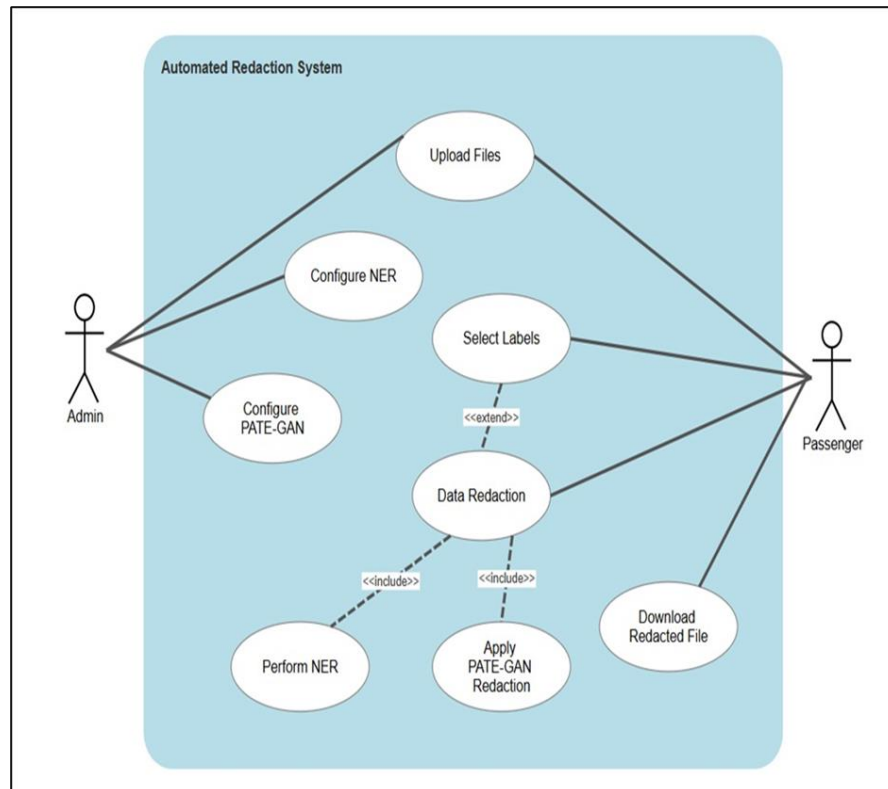 Automated Redaction System
Upload Files
Configure NER
Select Labels
Admin
Configure
PATE-GAN
<<extend>>
Passenger
Data Redaction
<<include>>
<<include>>
Perform NER
Apply
PATE-GAN
Redaction
Download
Redacted File